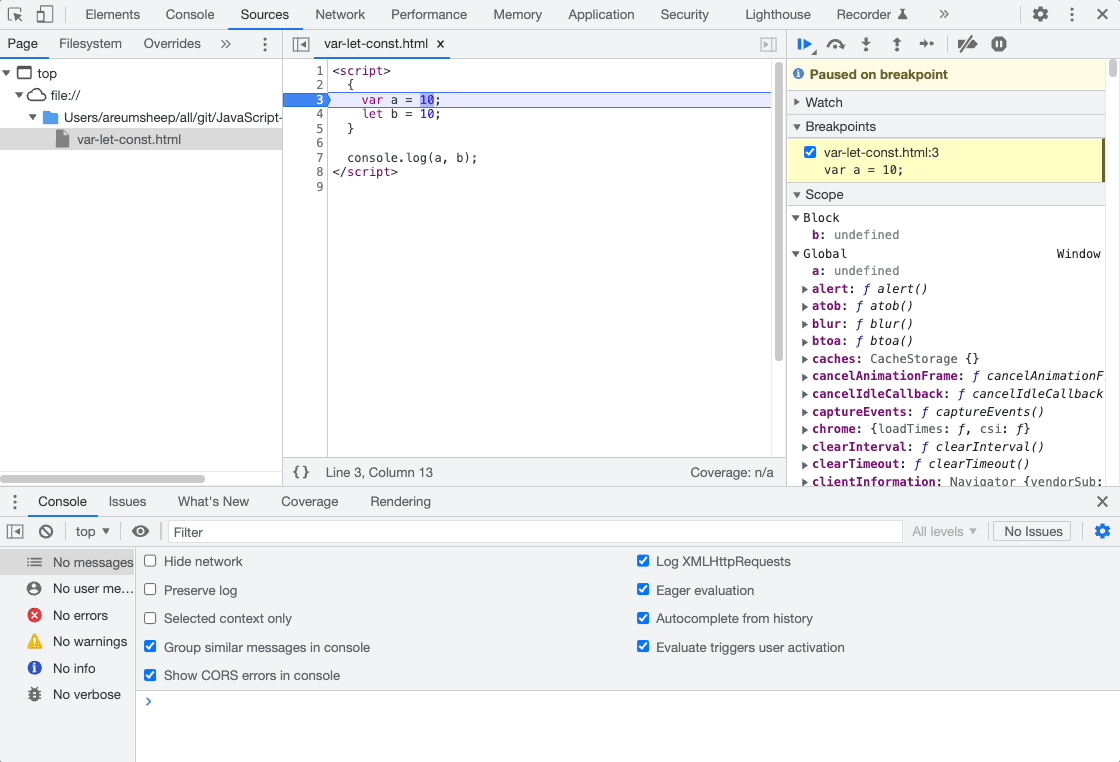 Elements Console Sources Network Performance Memory Application Security Lighthouse Recorder »
Page Filesystem Overrides » var-let-const.html ×
top
file://
Users/areumsheep/all/git/JavaScript-
var-let-const.html
1 <script>
2 {
3 var a = 10;
4 let b = 10;
5 }
6
7 console.log(a, b);
8 </script>
9
{} Line 3, Column 13 Coverage: n/a
Paused on breakpoint
Watch
Breakpoints
var-let-const.html:3
var a = 10;
Scope
Block
b: undefined
Global Window
a: undefined
alert: ƒ alert()
atob: ƒ atob()
blur: ƒ blur()
btoa: ƒ btoa()
caches: CacheStorage {}
cancelAnimationFrame: ƒ cancelAnimationF
cancelIdleCallback: ƒ cancelIdleCallback
captureEvents: ƒ captureEvents()
chrome: {loadTimes: ƒ, csi: ƒ}
clearInterval: ƒ clearInterval()
clearTimeout: ƒ clearTimeout()
clientInformation: Navigator {vendorSub:
Console Issues What's New Coverage Rendering
top ▼ Filter All levels ▼ No Issues
No messages
No user me…
No errors
No warnings
No info
No verbose
Hide network
Preserve log
Selected context only
Group similar messages in console
Show CORS errors in console
Log XMLHttpRequests
Eager evaluation
Autocomplete from history
Evaluate triggers user activation